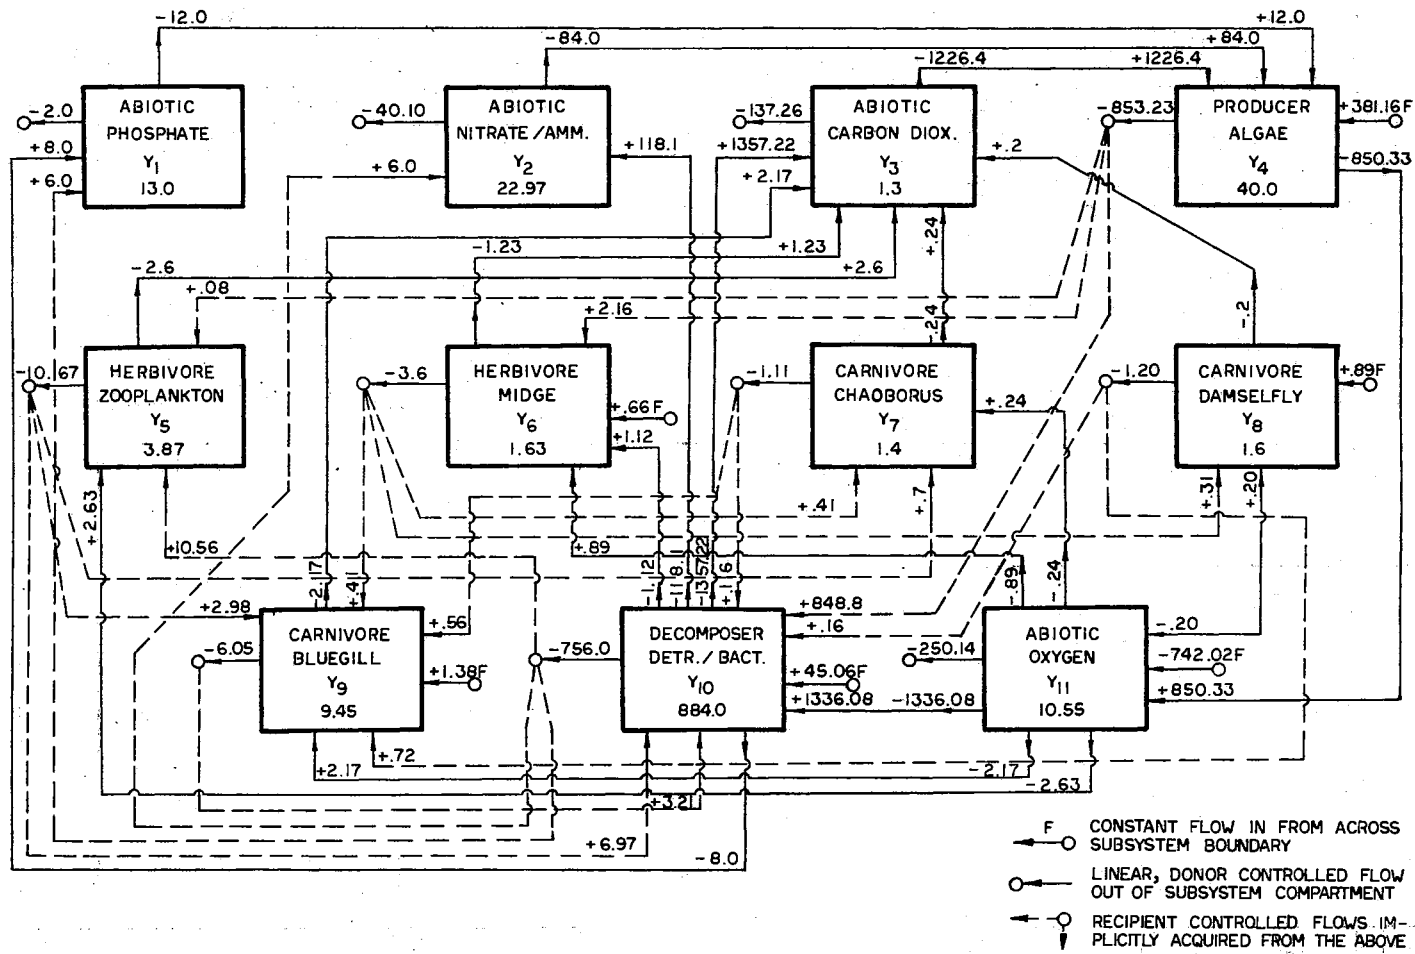 -12.0
+12.0
-84.0
+84.0
-1226.4
+1226.4
ABIOTIC
PHOSPHATE
Y1
13.0
-2.0
+8.0
+6.0
ABIOTIC
NITRATE/AMM.
Y2
22.97
-40.10
+6.0
+118.1
ABIOTIC
CARBON DIOX.
Y3
1.3
-137.26
+1357.22
+2.17
+.2
PRODUCER
ALGAE
Y4
40.0
-853.23
+381.16F
-850.33
-1.23
+1.23
+.24
-2.6
+2.6
+.08
+2.16
-.24
-.2
HERBIVORE
ZOOPLANKTON
Y5
3.87
-10.67
HERBIVORE
MIDGE
Y6
1.63
-3.6
+.66F
+1.12
CARNIVORE
CHAOBORUS
Y7
1.4
-1.11
+.24
CARNIVORE
DAMSELFLY
Y8
1.6
-1.20
+.89F
+2.63
+.41
+.7
+.31
+.20
+10.56
+.89
-2.17
+.41
-1.12
-118.1
-1357.22
+.16
-.89
-.24
+2.98
+.56
+848.8
+.16
CARNIVORE
BLUEGILL
Y9
9.45
-6.05
+1.38F
DECOMPOSER
DETR./BACT.
Y10
884.0
-756.0
+45.06F
+1336.08
-1336.08
ABIOTIC
OXYGEN
Y11
10.55
-250.14
-.20
-742.02F
+850.33
+2.17
+.72
-2.17
-2.63
+3.21
+6.97
-8.0
F CONSTANT FLOW IN FROM ACROSS
SUBSYSTEM BOUNDARY
LINEAR, DONOR CONTROLLED FLOW
OUT OF SUBSYSTEM COMPARTMENT
RECIPIENT CONTROLLED FLOWS IM-
PLICITLY ACQUIRED FROM THE ABOVE